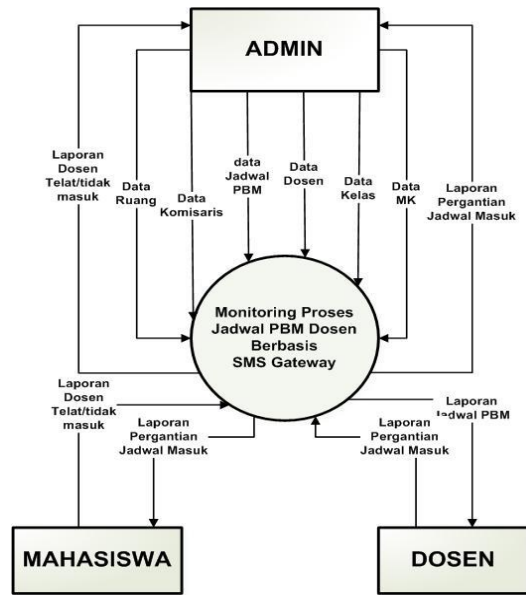 ADMIN
Laporan
Dosen
Telat/tidak
masuk
Data
Ruang
Data
Komisaris
data
Jadwal
PBM
Data
Dosen
Data
Kelas
Data
MK
Laporan
Pergantian
Jadwal Masuk
Monitoring Proses
Jadwal PBM Dosen
Berbasis
SMS Gateway
Laporan
Dosen
Telat/tidak
masuk
Laporan
Pergantian
Jadwal Masuk
Laporan
Pergantian
Jadwal Masuk
Laporan
Jadwal PBM
MAHASISWA
DOSEN